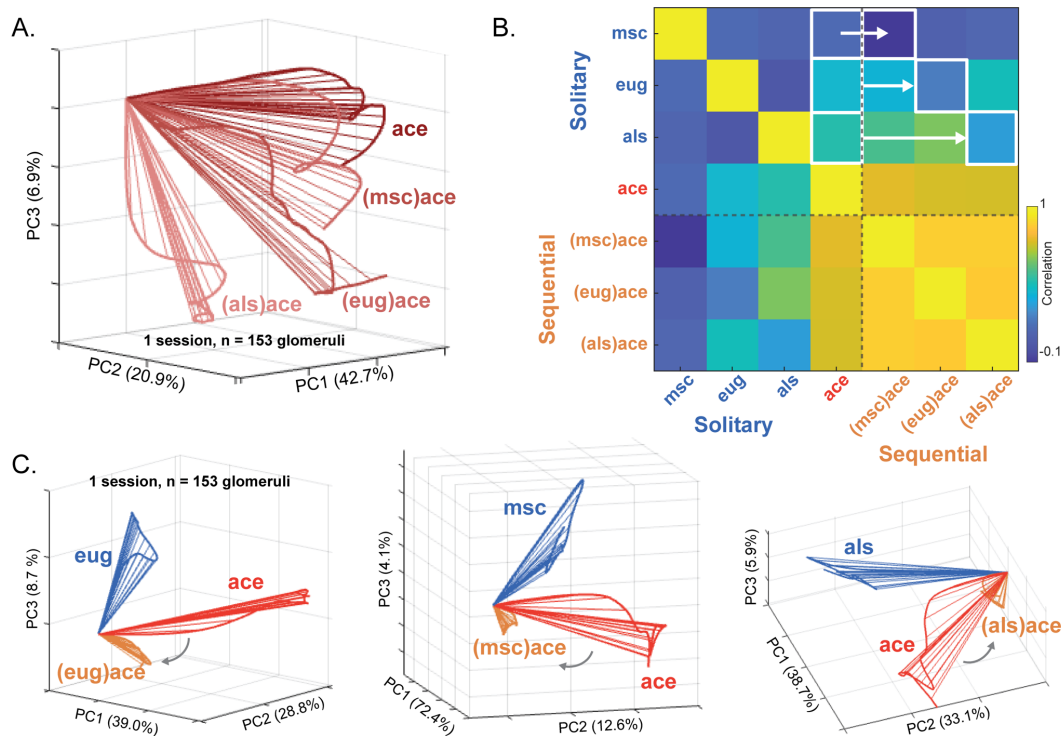 A.
PC3 (6.9%)
ace
(msc)ace
(eug)ace
(als)ace
1 session, n = 153 glomeruli
PC2 (20.9%)
PC1 (42.7%)
B.
Solitary
msc
eug
als
ace
Sequential
(msc)ace
(eug)ace
(als)ace
msc
eug
als
ace
(msc)ace
(eug)ace
(als)ace
Solitary
Sequential
1
Correlation
-0.1
C.
1 session, n = 153 glomeruli
eug
ace
(eug)ace
PC3 (8.7 %)
PC1 (39.0%)
PC2 (28.8%)
msc
(msc)ace
ace
PC3 (4.1%)
PC1 (72.4%)
PC2 (12.6%)
als
ace
(als)ace
PC3 (5.9%)
PC1 (38.7%)
PC2 (33.1%)